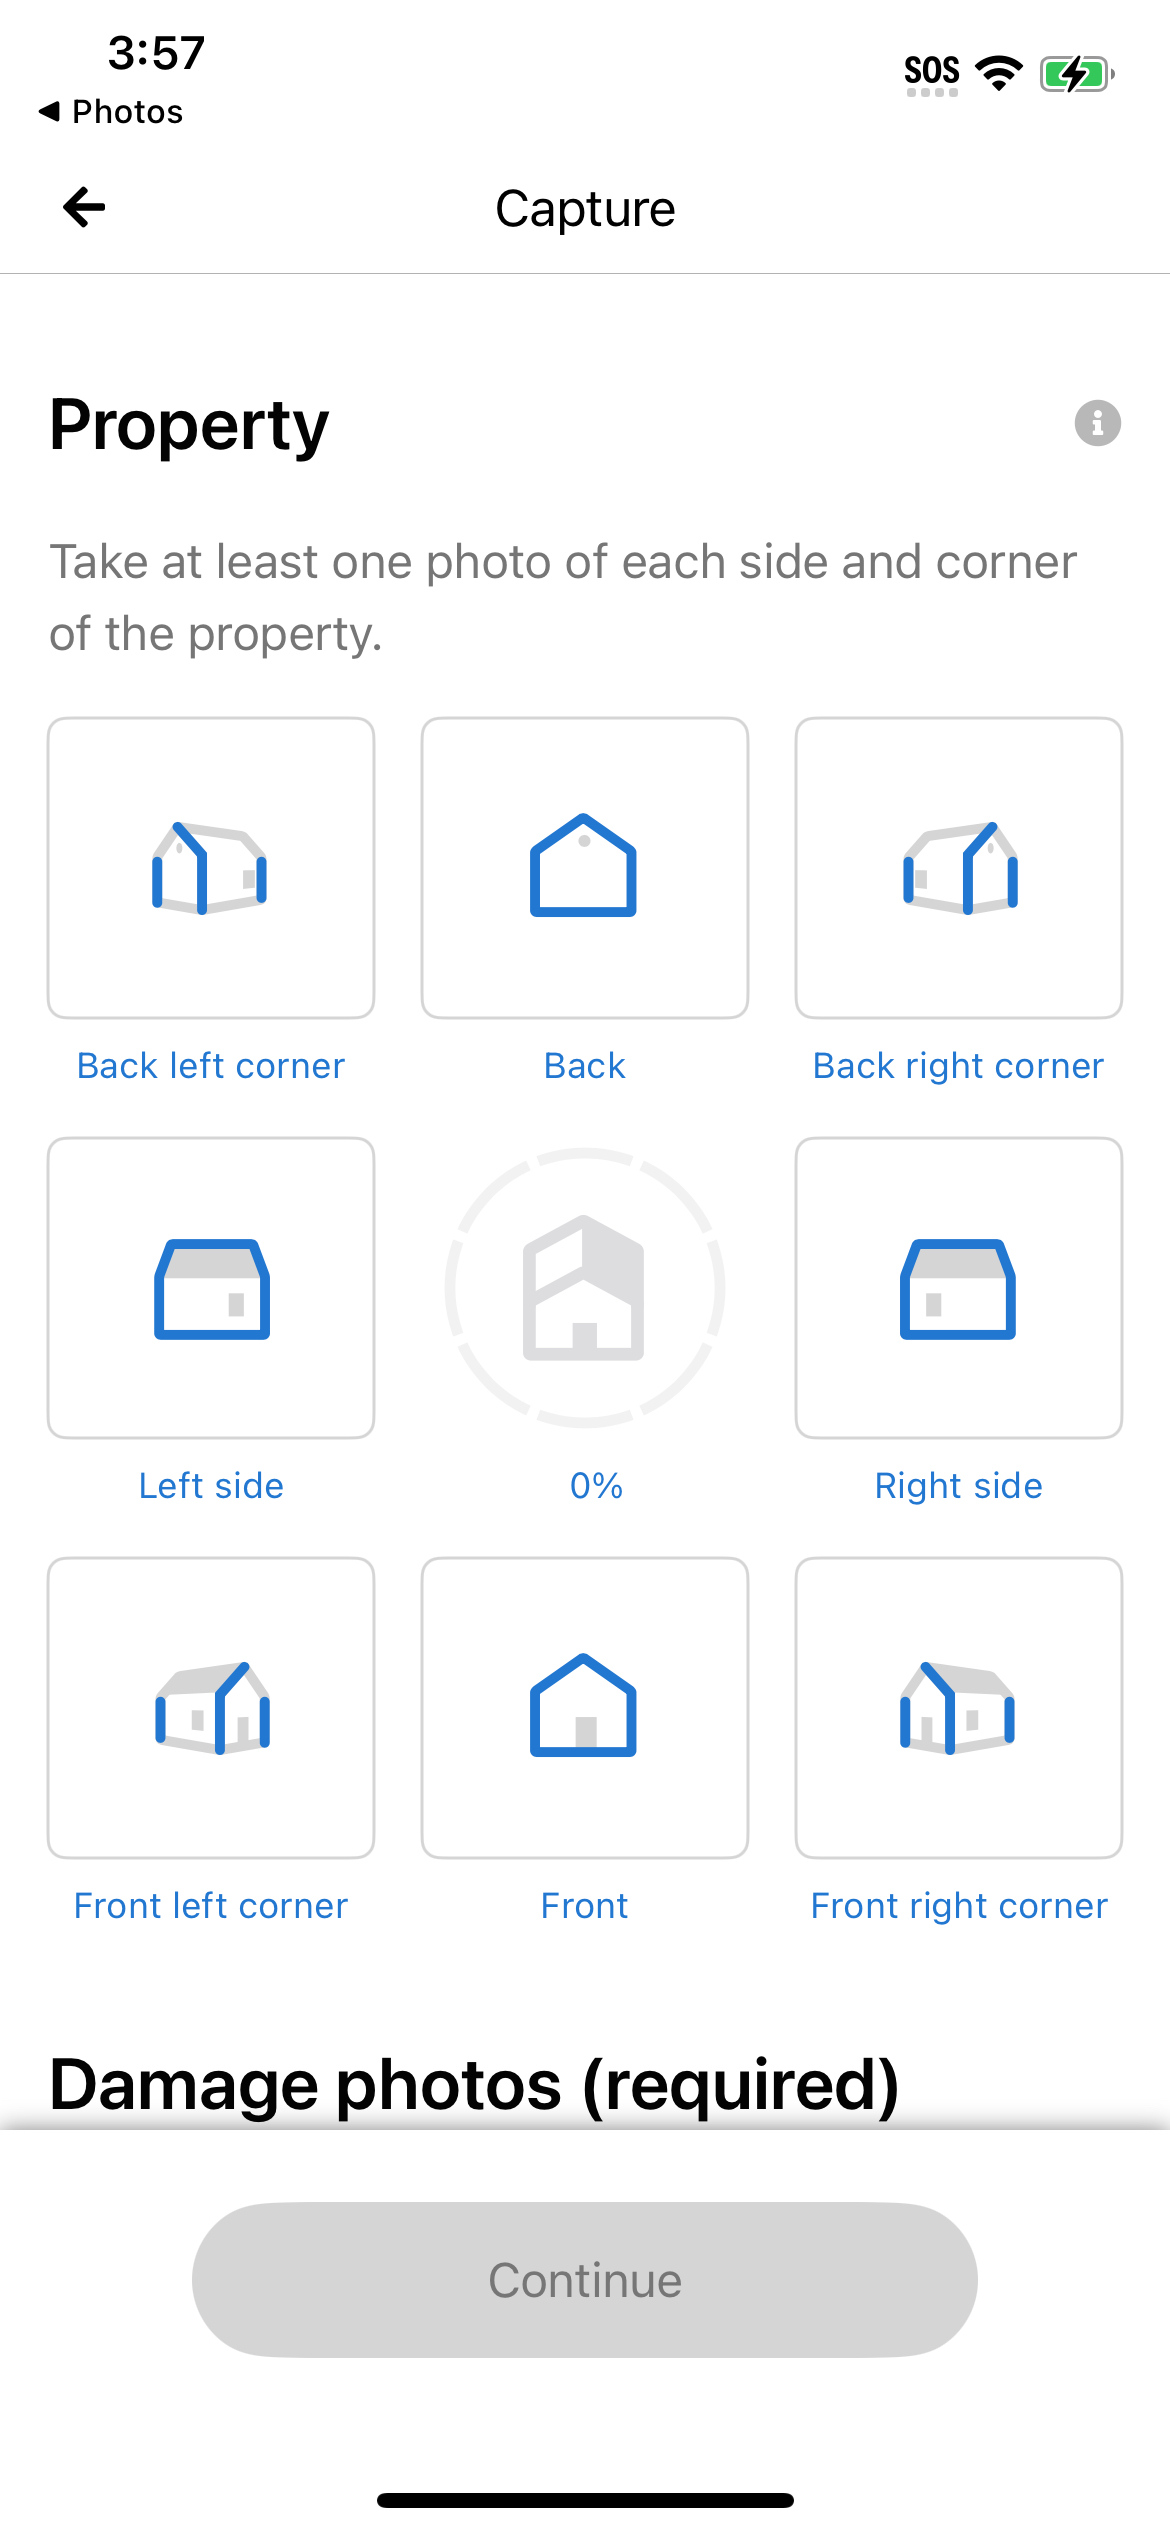 3:57
SOS
Photos
Capture
Property
Take at least one photo of each side and corner
of the property.
Back left corner
Back
Back right corner
Left side
0%
Right side
Front left corner
Front
Front right corner
Damage photos (required)
Continue